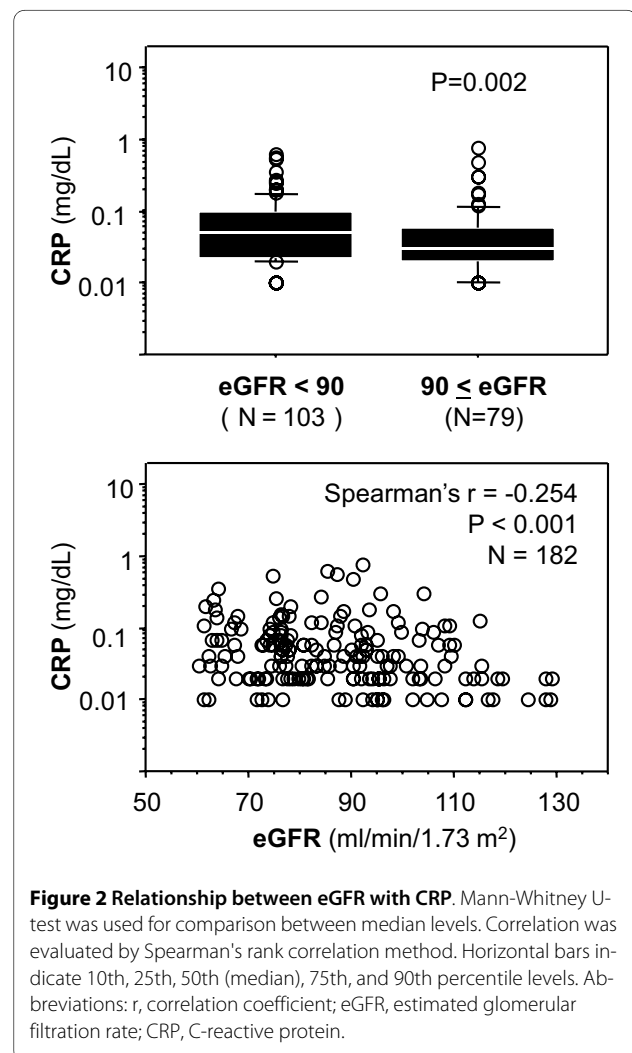 10
1
0.1
0.01
CRP (mg/dL)
P=0.002
eGFR < 90
( N = 103 )
90 ≤ eGFR
(N=79)
10
1
0.1
0.01
CRP (mg/dL)
Spearman's r = -0.254
P < 0.001
N = 182
50 70 90 110 130
eGFR (ml/min/1.73 m²)
Figure 2 Relationship between eGFR with CRP. Mann-Whitney U-
test was used for comparison between median levels. Correlation was
evaluated by Spearman's rank correlation method. Horizontal bars in-
dicate 10th, 25th, 50th (median), 75th, and 90th percentile levels. Ab-
breviations: r, correlation coefficient; eGFR, estimated glomerular
filtration rate; CRP, C-reactive protein.